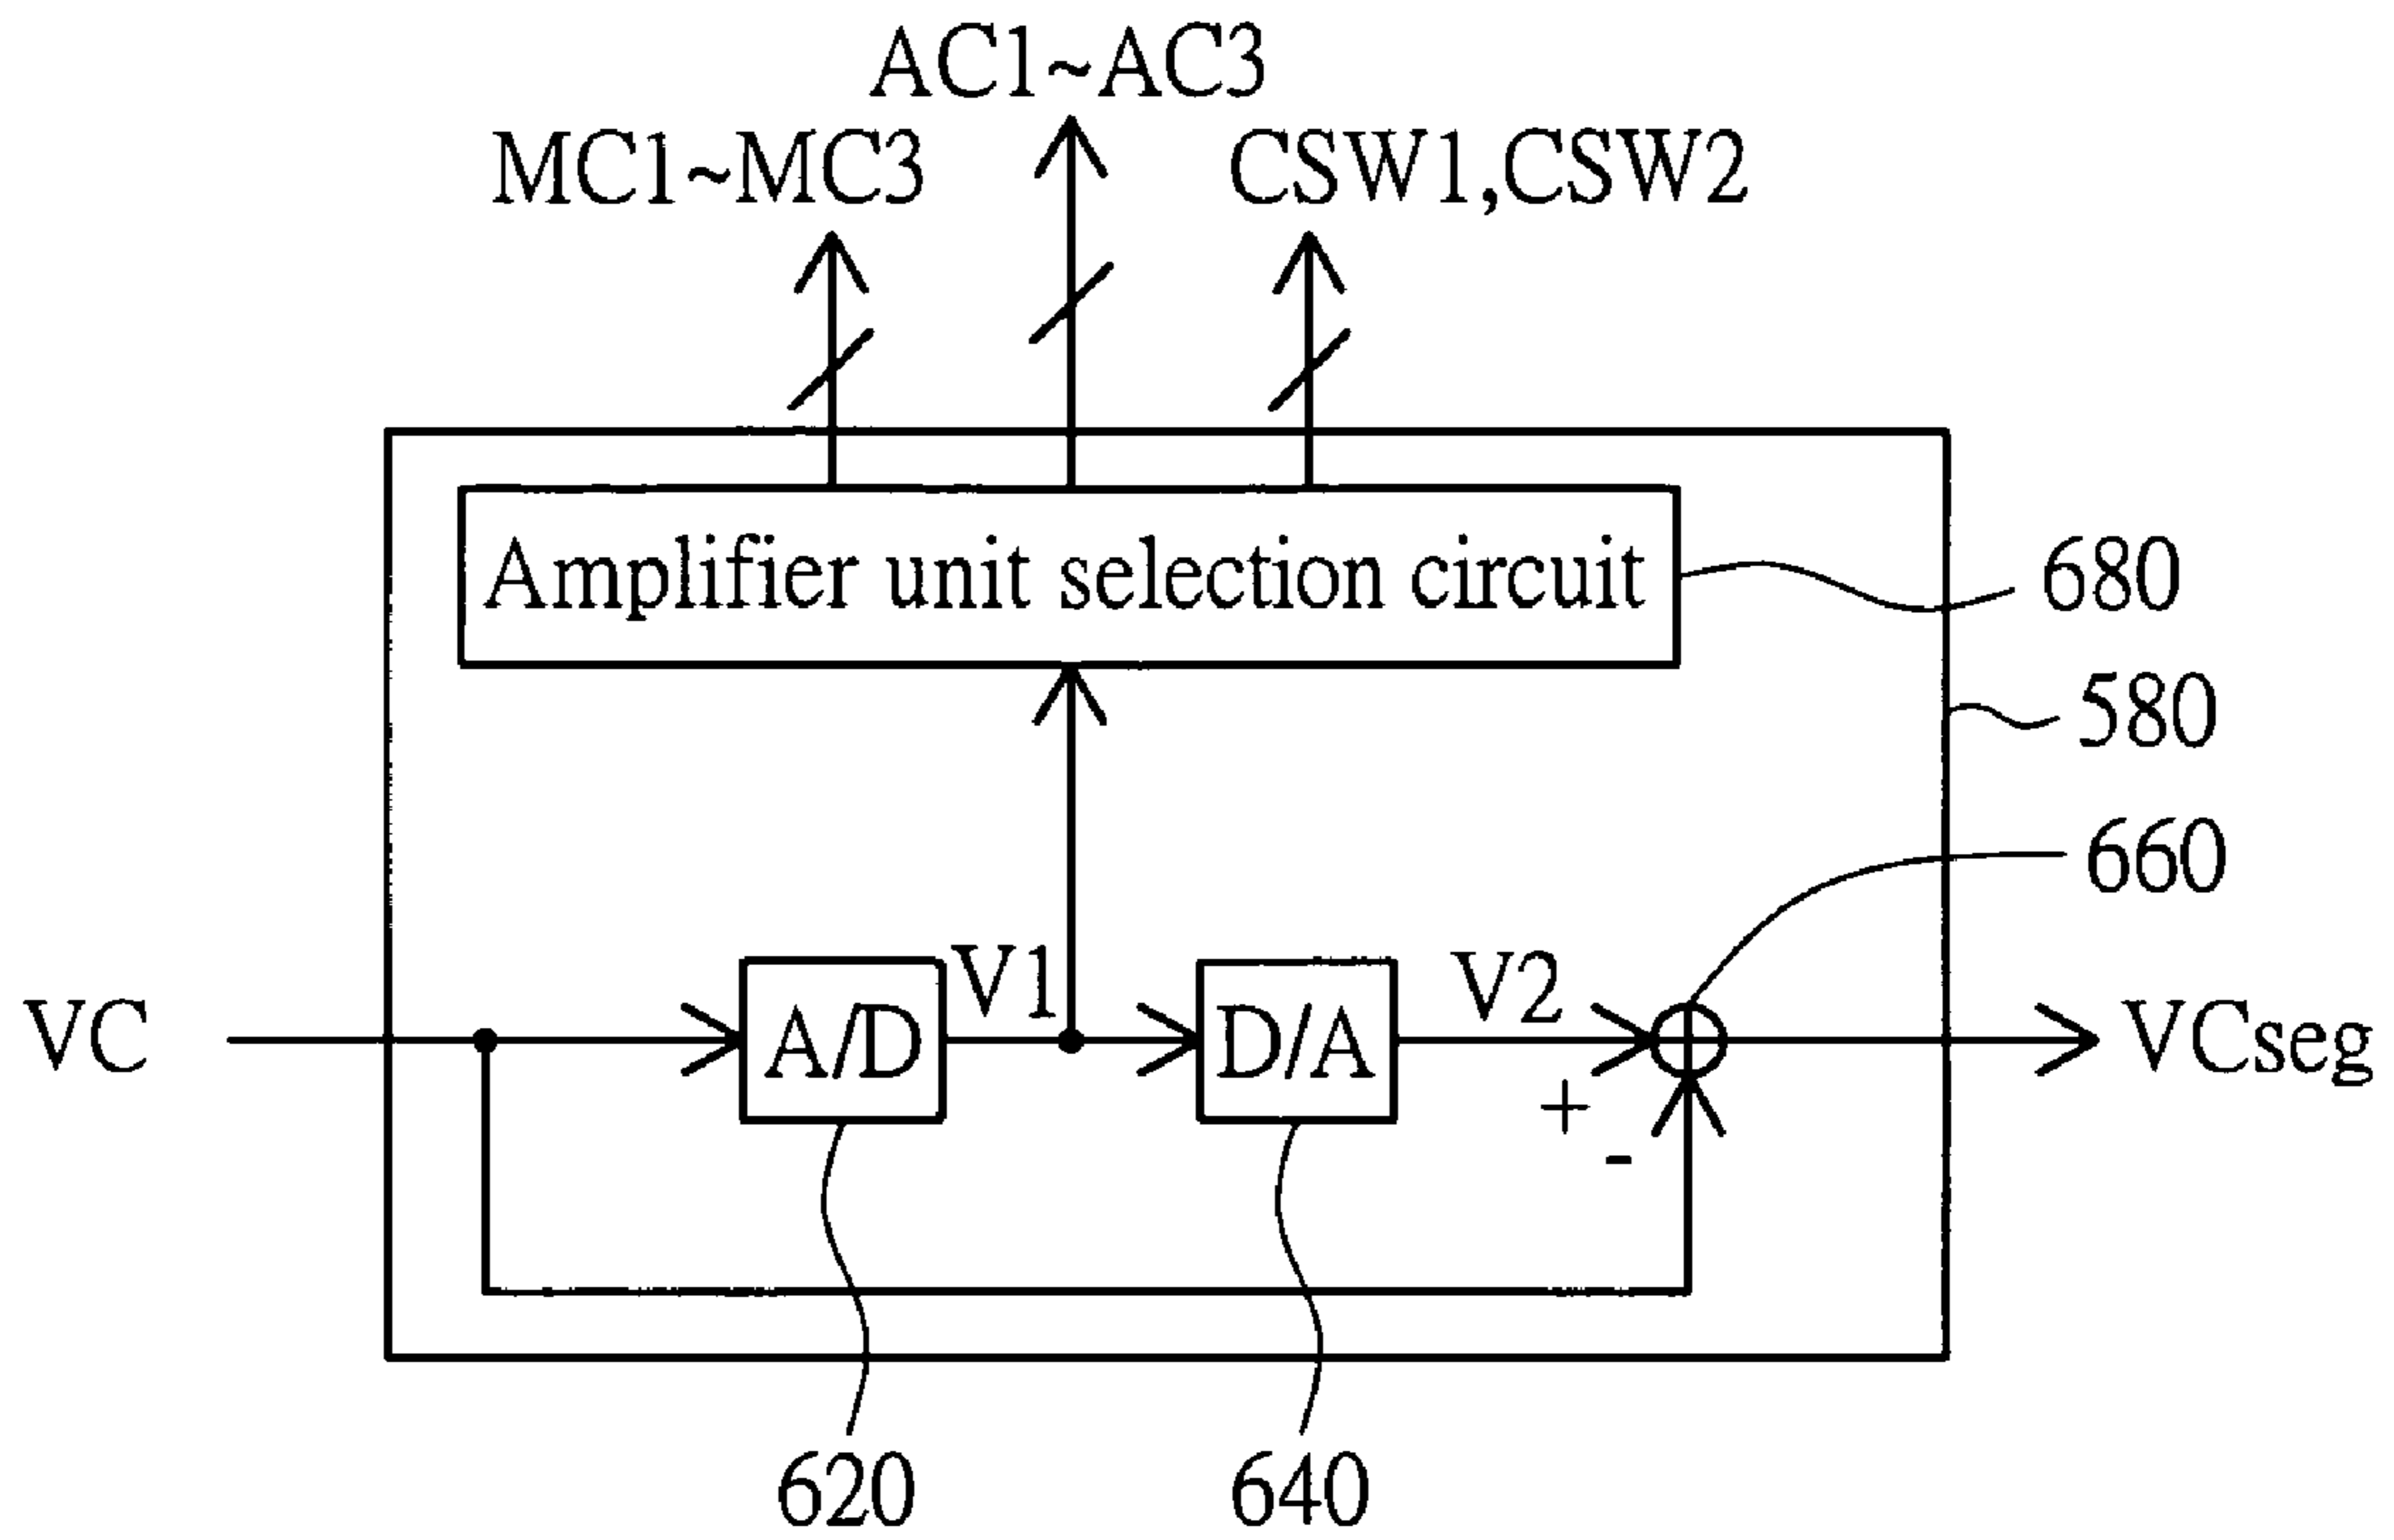 AC1~AC3
MC1~MC3
CSW1,CSW2
Amplifier unit selection circuit
680
580
660
VC
A/D
V1
D/A
V2
VCseg
+
-
620
640